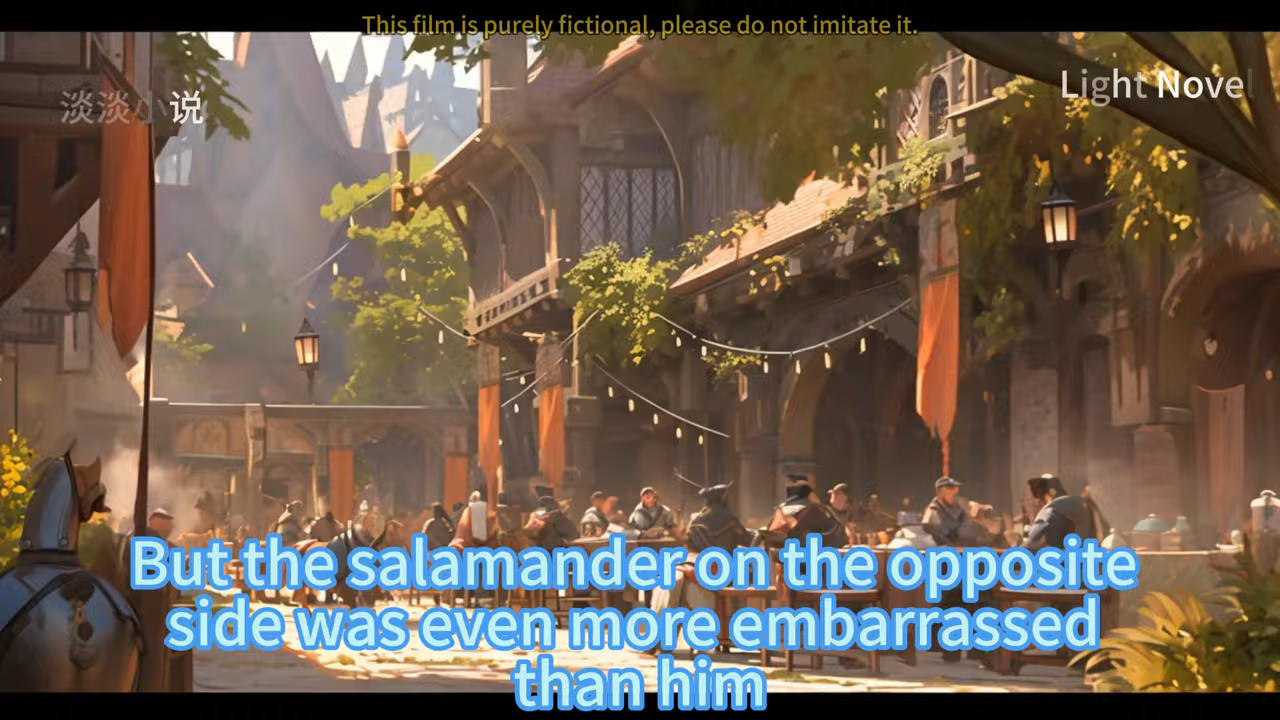 This film is purely fictional, please do not imitate it.
Light Novel
淡淡小说
But the salamander on the opposite
side was even more embarrassed
than him